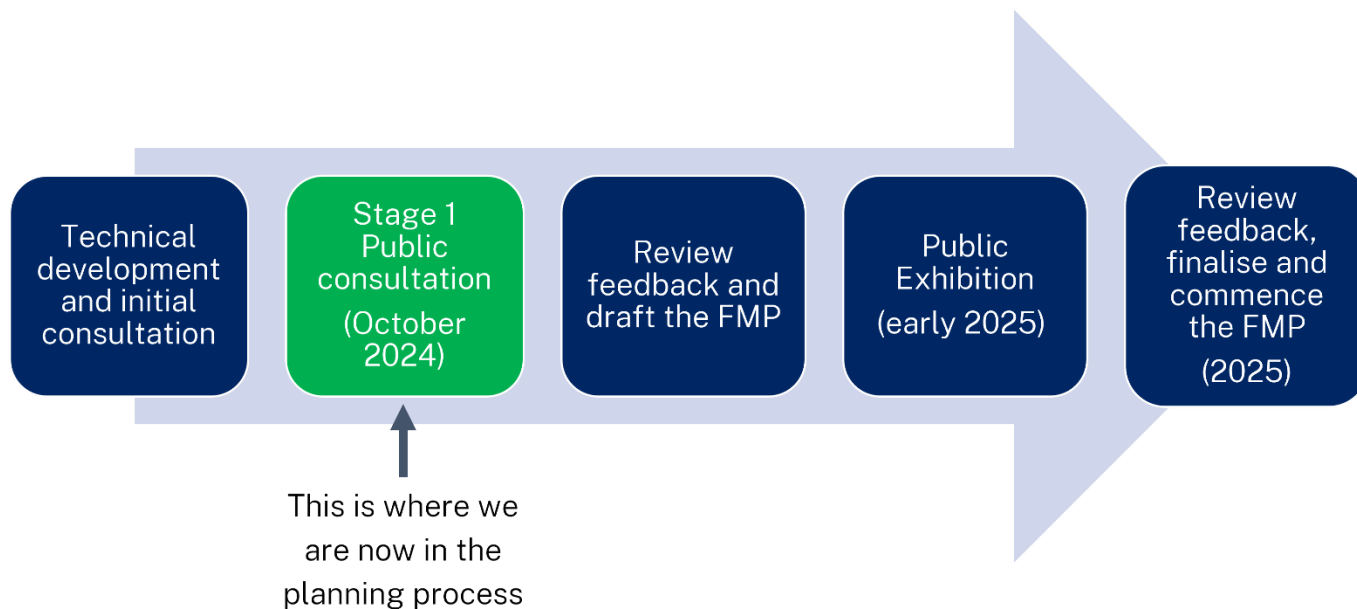 Technical
development
and initial
consultation
Stage 1
Public
consultation
(October
2024)
Review
feedback and
draft the FMP
Public
Exhibition
(early 2025)
Review
feedback,
finalise and
commence
the FMP
(2025)
This is where we
are now in the
planning process